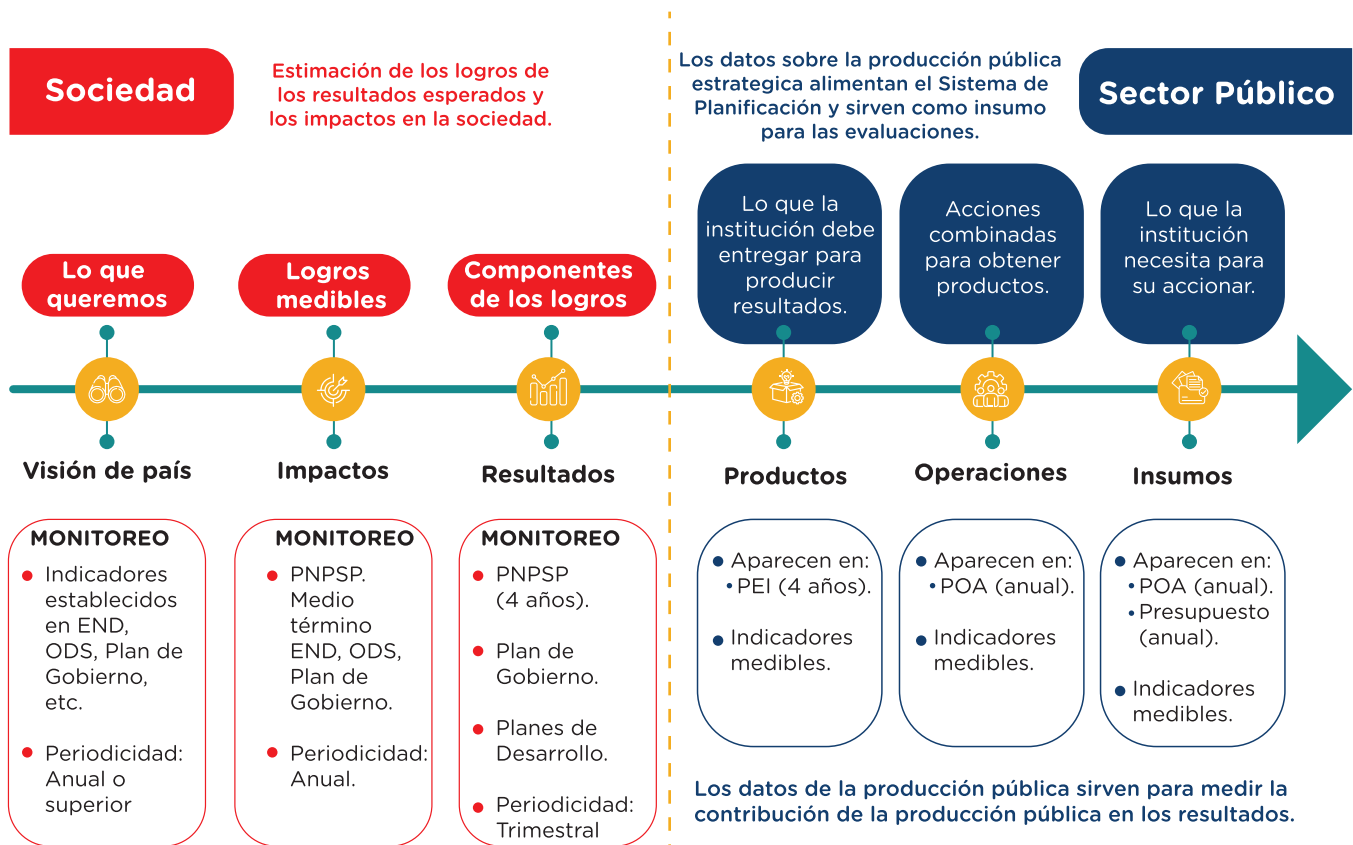 Sociedad
Estimación de los logros de
los resultados esperados y
los impactos en la sociedad.
Los datos sobre la producción pública
estrategica alimentan el Sistema de
Planificación y sirven como insumo
para las evaluaciones.
Sector Público
Lo que
queremos
Logros
medibles
Componentes
de los logros
Lo que la
institución debe
entregar para
producir
resultados.
Acciones
combinadas
para obtener
productos.
Lo que la
institución
necesita para
su accionar.
Visión de país
Impactos
Resultados
Productos
Operaciones
Insumos
MONITOREO
• Indicadores
establecidos
en END,
ODS, Plan de
Gobierno,
etc.
• Periodicidad:
Anual o
superior
MONITOREO
• PNPSP.
Medio
término
END, ODS,
Plan de
Gobierno.
• Periodicidad:
Anual.
MONITOREO
• PNPSP
(4 años).
• Plan de
Gobierno.
• Planes de
Desarrollo.
• Periodicidad:
Trimestral
• Aparecen en:
• PEI (4 años).
• Indicadores
medibles.
• Aparecen en:
• POA (anual).
• Indicadores
medibles.
• Aparecen en:
• POA (anual).
• Presupuesto
(anual).
• Indicadores
medibles.
Los datos de la producción pública sirven para medir la
contribución de la producción pública en los resultados.